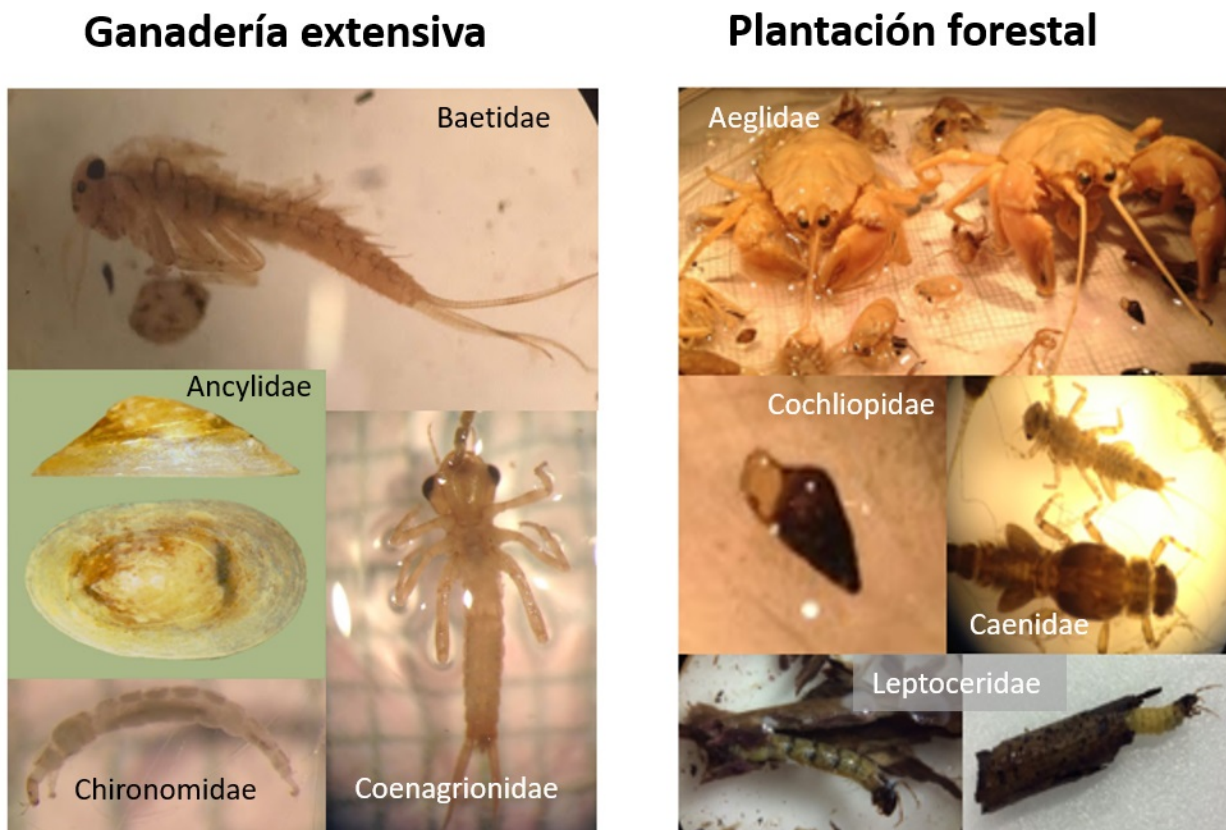 Ganadería extensiva
Plantación forestal
Baetidae
Ancylidae
Chironomidae
Coenagrionidae
Aeglidae
Cochliopidae
Caenidae
Leptoceridae